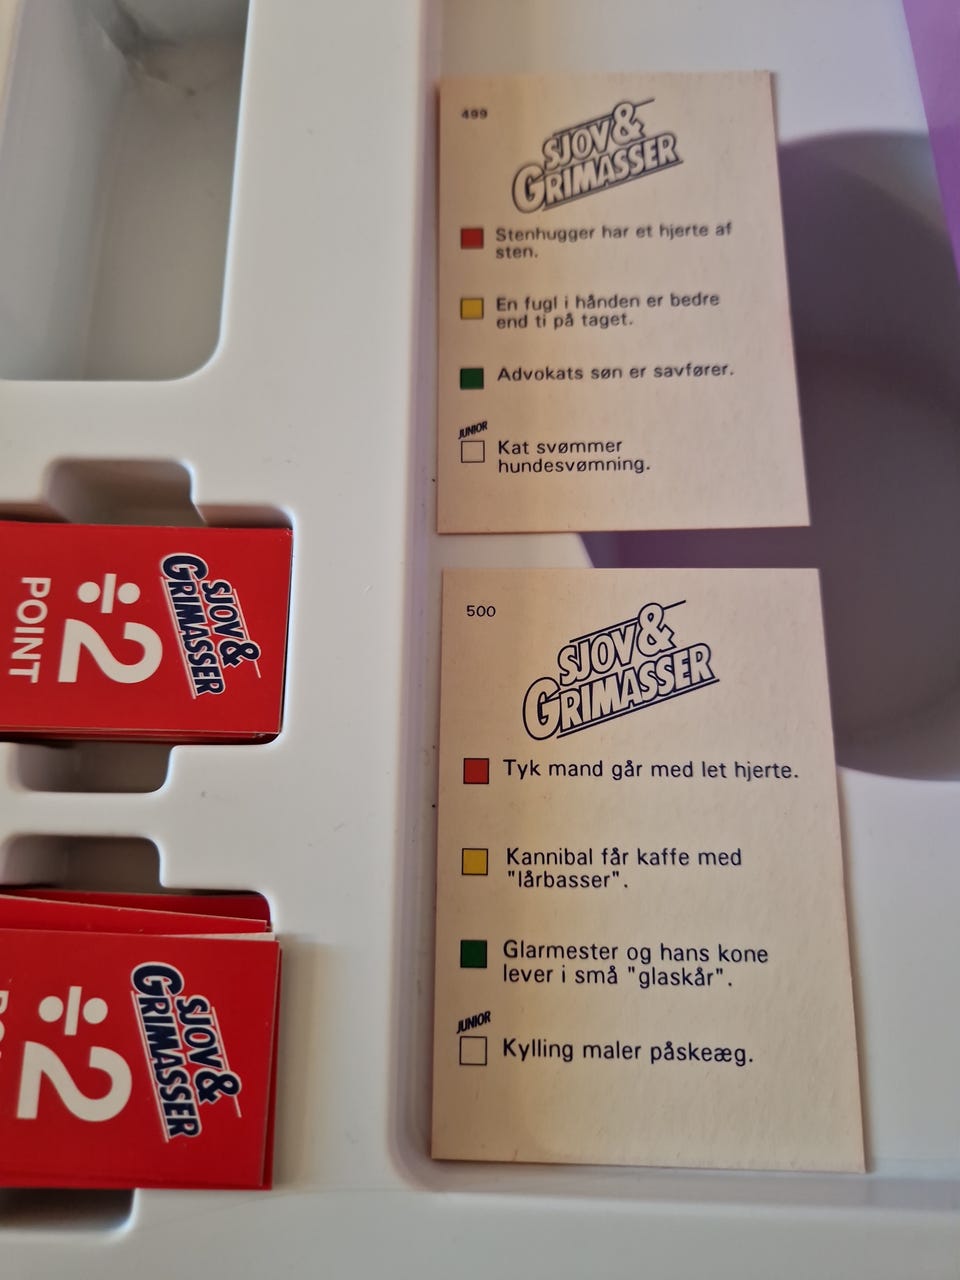 499
SJOV &
GRIMASSER
Stenhugger har et hjerte af
sten.
En fugl i hånden er bedre
end ti på taget.
Advokats søn er savfører.
JUNIOR
Kat svømmer
hundesvømning.
500
SJOV &
GRIMASSER
Tyk mand går med let hjerte.
Kannibal får kaffe med
"lårbasser".
Glarmester og hans kone
lever i små "glaskår".
JUNIOR
Kylling maler påskeæg.
SJOV &
GRIMASSER
÷2
POINT
SJOV &
GRIMASSER
÷2